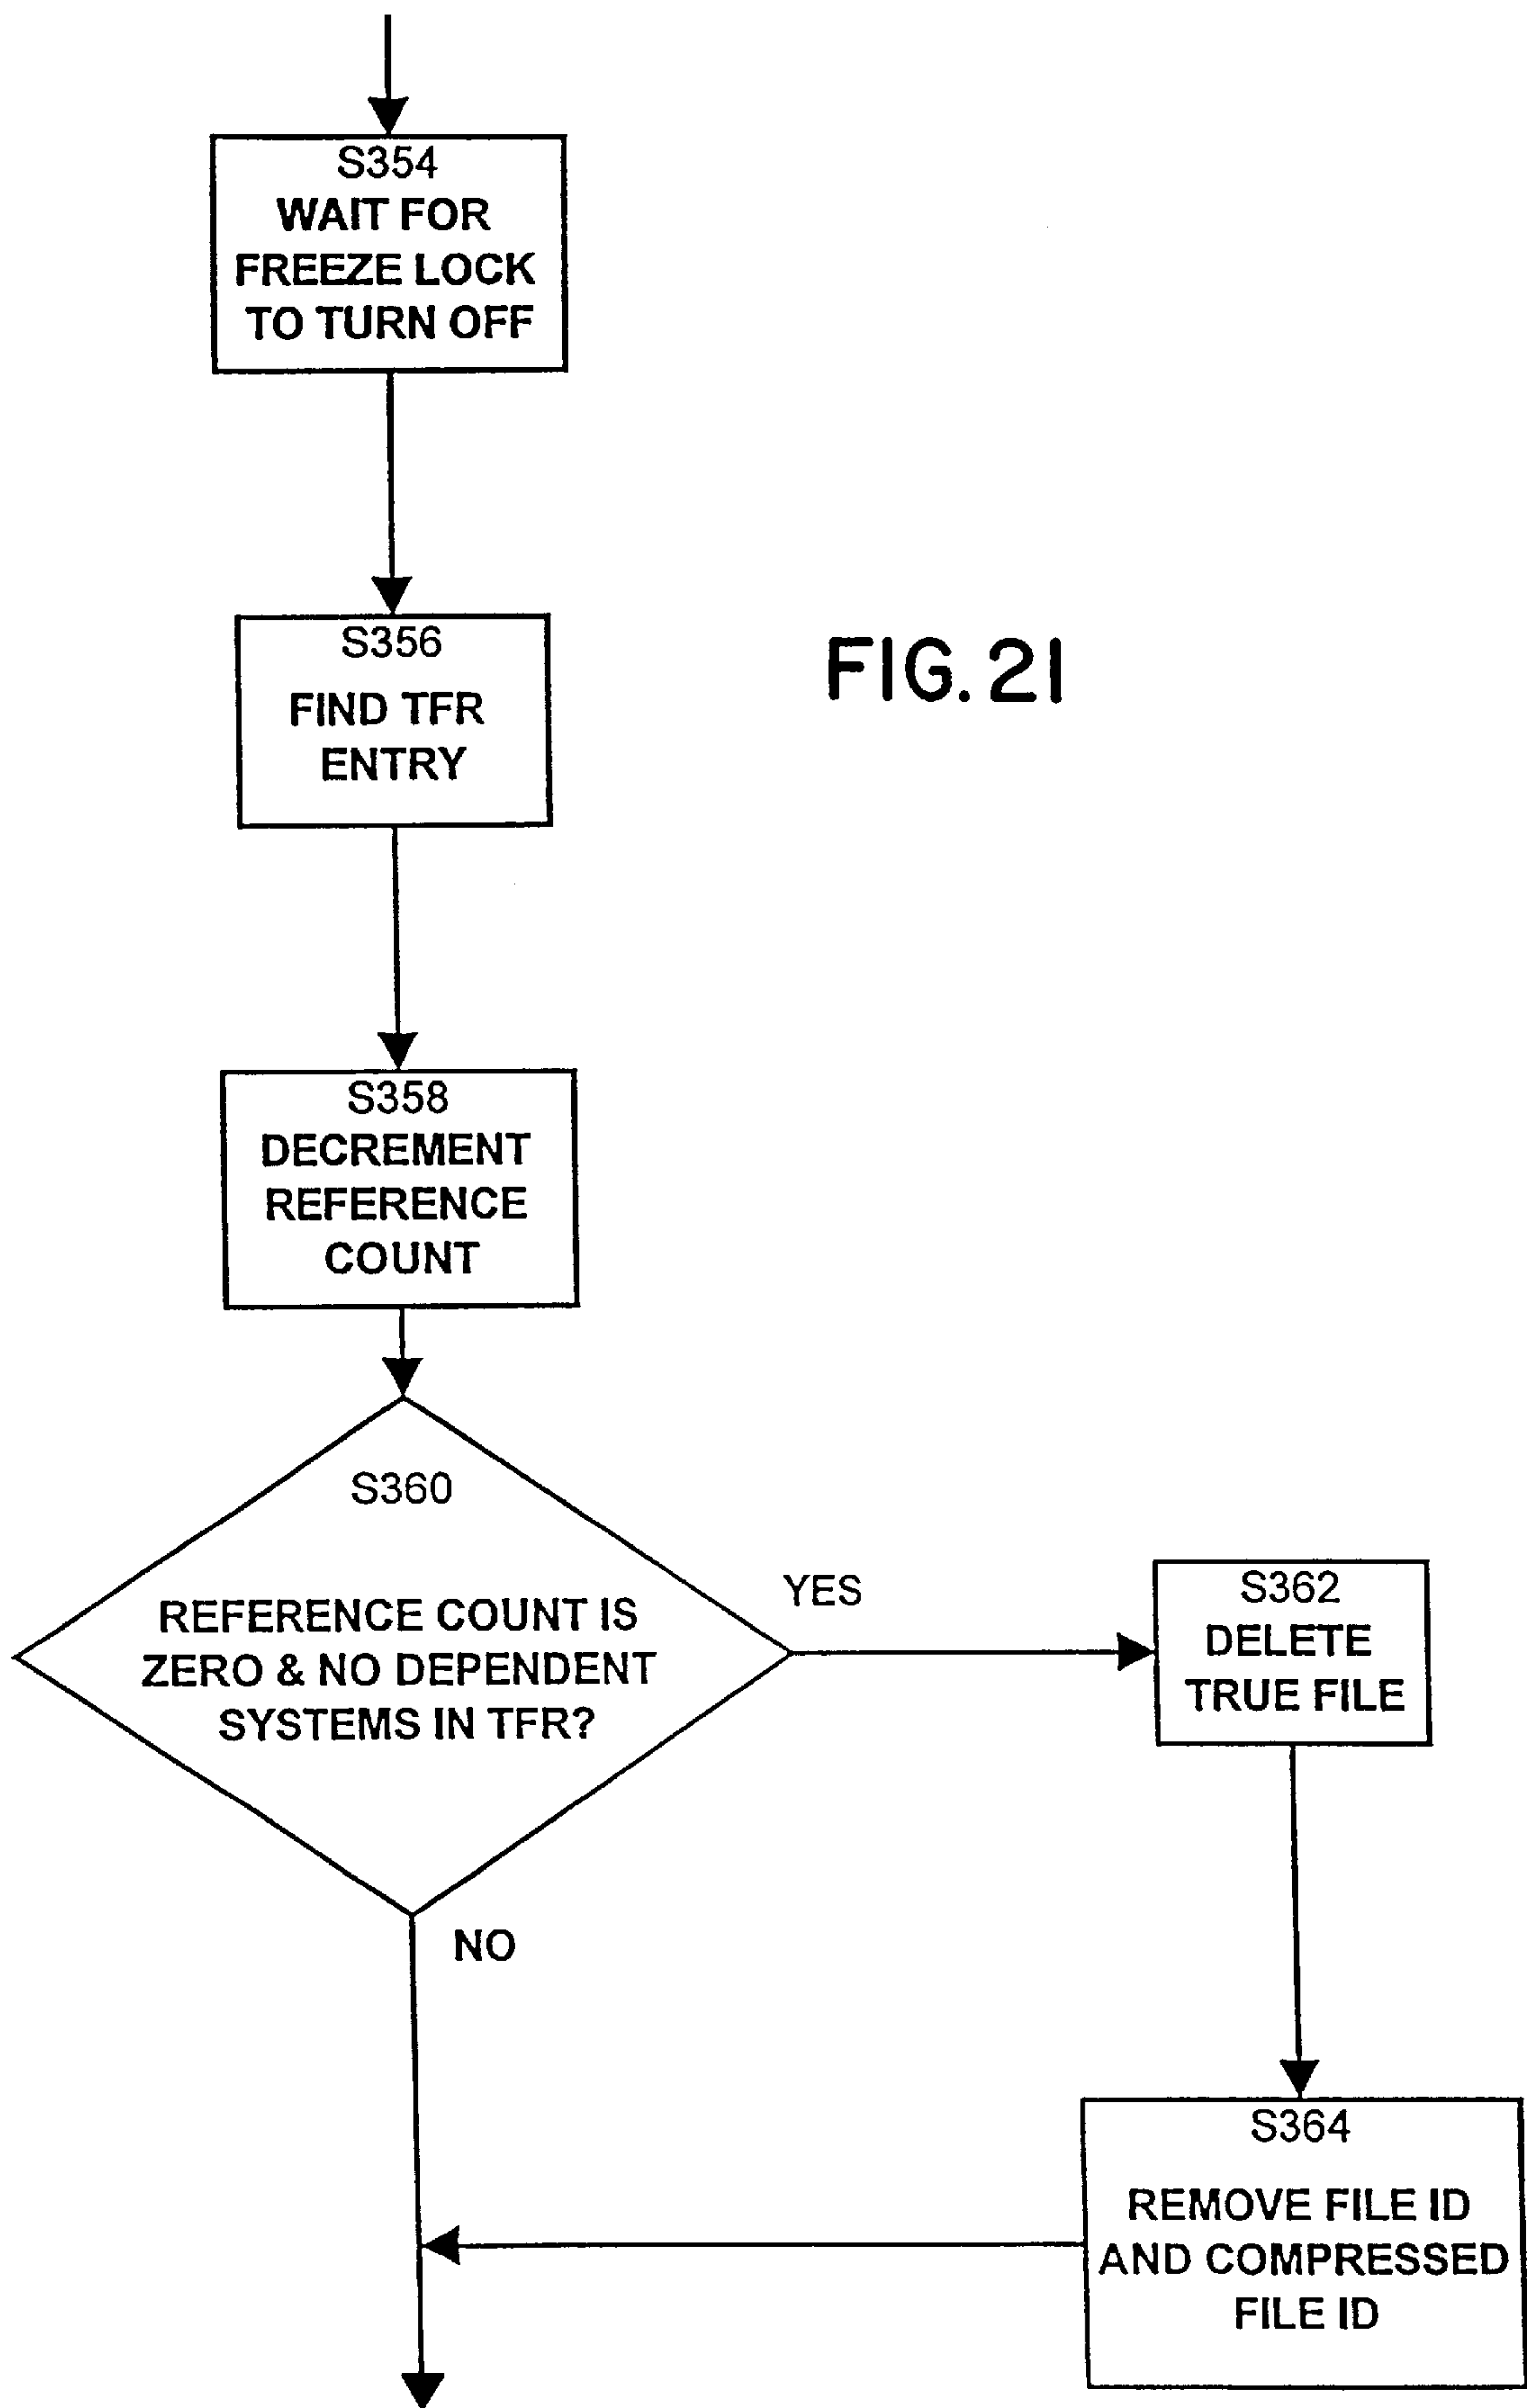 S354
WAIT FOR
FREEZE LOCK
TO TURN OFF
S356
FIND TFR
ENTRY
FIG. 21
S358
DECREMENT
REFERENCE
COUNT
S360
REFERENCE COUNT IS
ZERO & NO DEPENDENT
SYSTEMS IN TFR?
YES
S362
DELETE
TRUE FILE
NO
S364
REMOVE FILE ID
AND COMPRESSED
FILE ID